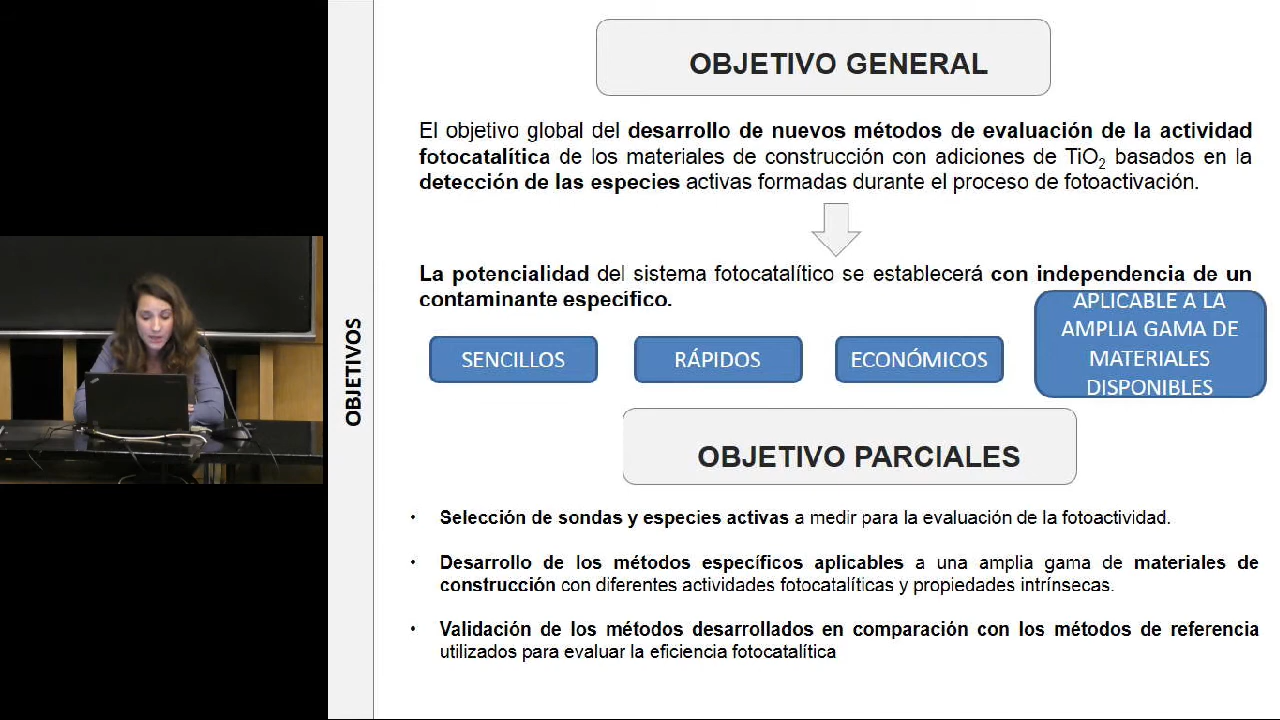 OBJETIVOS
OBJETIVO GENERAL
El objetivo global del desarrollo de nuevos métodos de evaluación de la actividad
fotocatalítica de los materiales de construcción con adiciones de TiO₂ basados en la
detección de las especies activas formadas durante el proceso de fotoactivación.
La potencialidad del sistema fotocatalítico se establecerá con independencia de un
contaminante específico.
SENCILLOS
RÁPIDOS
ECONÓMICOS
APLICABLE A LA
AMPLIA GAMA DE
MATERIALES
DISPONIBLES
OBJETIVO PARCIALES
• Selección de sondas y especies activas a medir para la evaluación de la fotoactividad.
• Desarrollo de los métodos específicos aplicables a una amplia gama de materiales de
construcción con diferentes actividades fotocatalíticas y propiedades intrínsecas.
• Validación de los métodos desarrollados en comparación con los métodos de referencia
utilizados para evaluar la eficiencia fotocatalítica